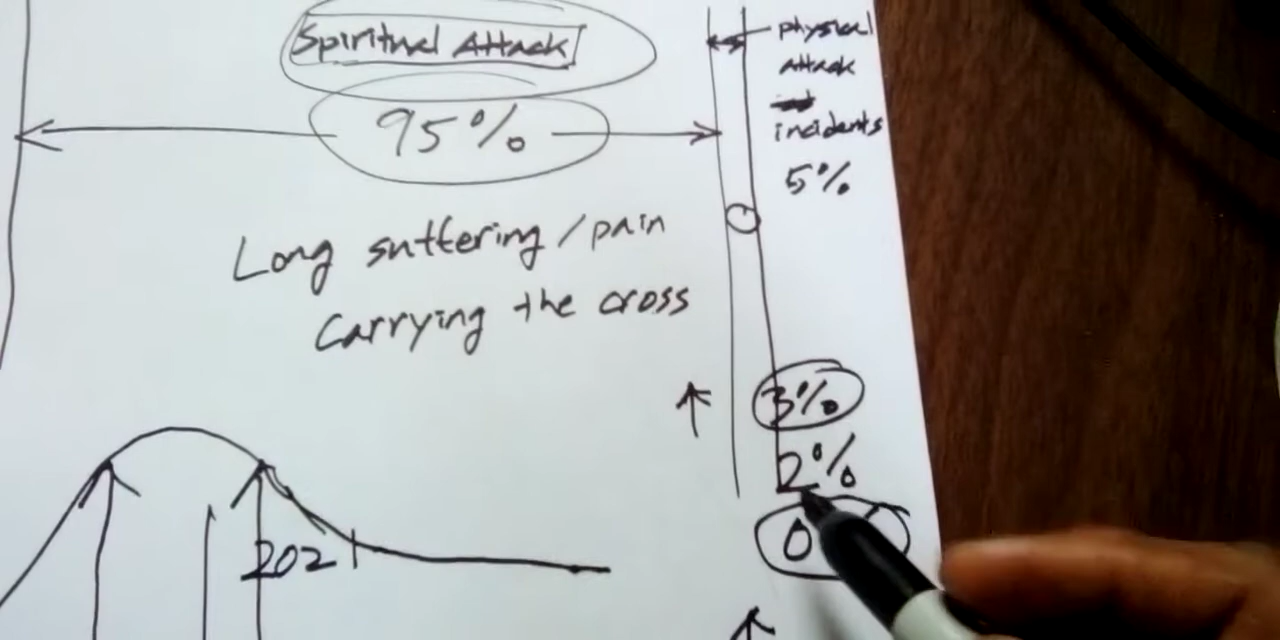 Spiritual Attack
95%
physical
attack
incidents
5%
Long suffering/pain
carrying the cross
3%
2%
0
2021